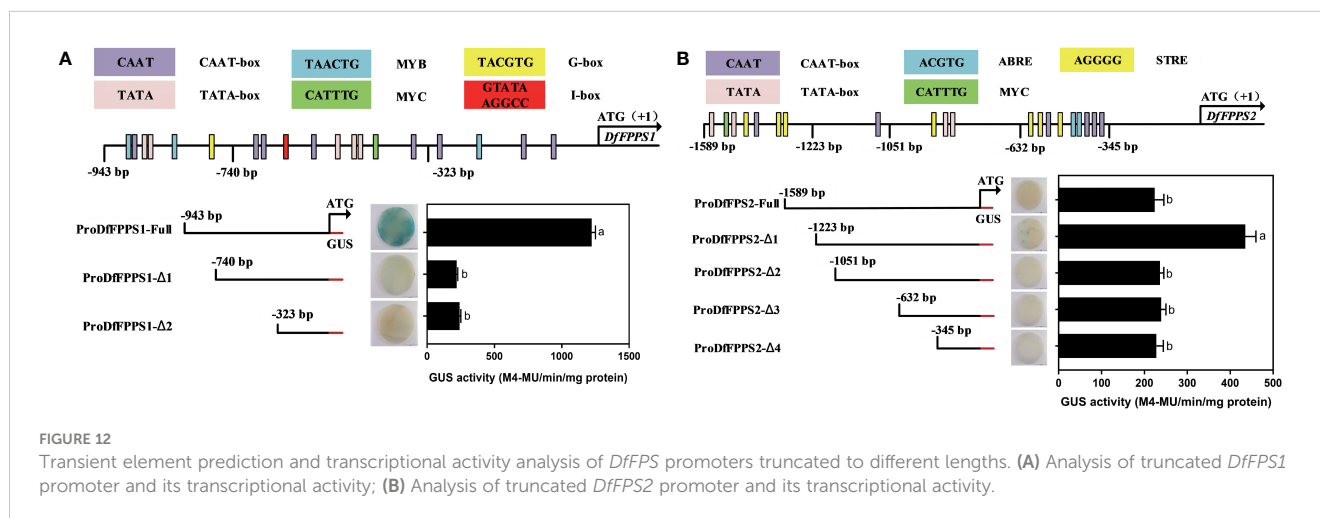 A
CAAT CAAT-box TAACTG MYB TACGTG G-box
TATA TATA-box CATTTG MYC GTATA AGGCC I-box
ATG (+1)
DfFPPS1
-943 bp -740 bp -323 bp
-943 bp ATG
ProDfFPPS1-Full GUS
-740 bp
ProDfFPPS1-Δ1
-323 bp
ProDfFPPS1-Δ2
a
b
b
0 500 1000 1500
GUS activity (M4-MU/min/mg protein)
B
CAAT CAAT-box ACGTG ABRE AGGGG STRE
TATA TATA-box CATTTG MYC
ATG (+1)
DfFPPS2
-1589 bp -1223 bp -1051 bp -632 bp -345 bp
-1589 bp ATG
ProDfFPPS2-Full GUS
-1223 bp
ProDfFPPS2-Δ1
-1051 bp
ProDfFPPS2-Δ2
-632 bp
ProDfFPPS2-Δ3
-345 bp
ProDfFPPS2-Δ4
b
a
b
b
b
0 100 200 300 400 500
GUS activity (M4-MU/min/mg protein)
FIGURE 12
Transient element prediction and transcriptional activity analysis of DfFPS promoters truncated to different lengths. (A) Analysis of truncated DfFPS1
promoter and its transcriptional activity; (B) Analysis of truncated DfFPS2 promoter and its transcriptional activity.